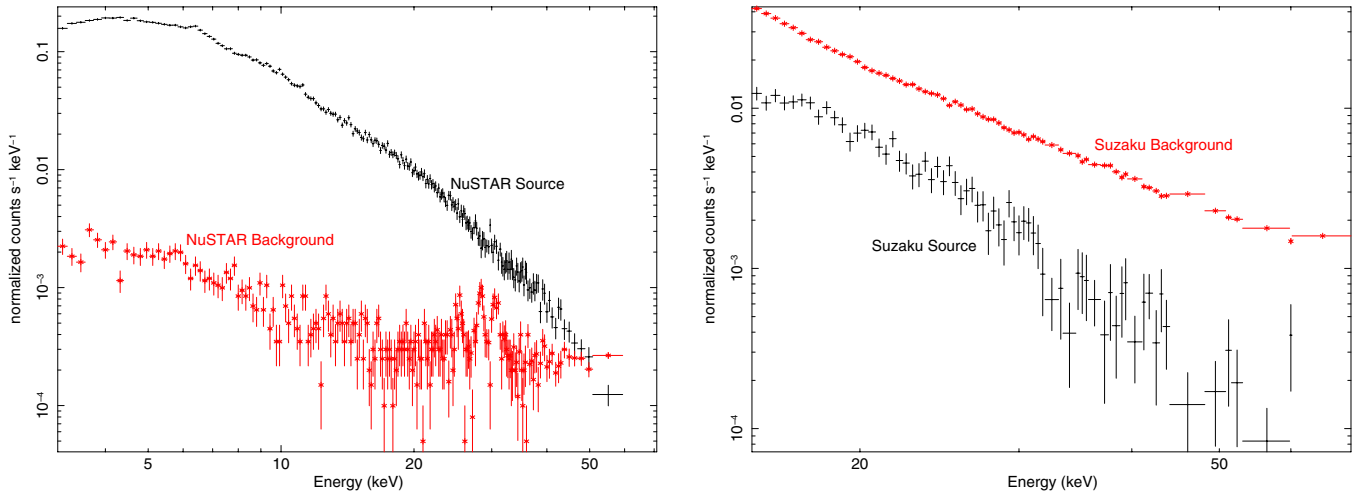 normalized counts s⁻¹ keV⁻¹
0.1
0.01
10⁻³
10⁻⁴
NuSTAR Source
NuSTAR Background
5 10 20 50
Energy (keV)
normalized counts s⁻¹ keV⁻¹
0.01
10⁻³
10⁻⁴
Suzaku Background
Suzaku Source
20 50
Energy (keV)